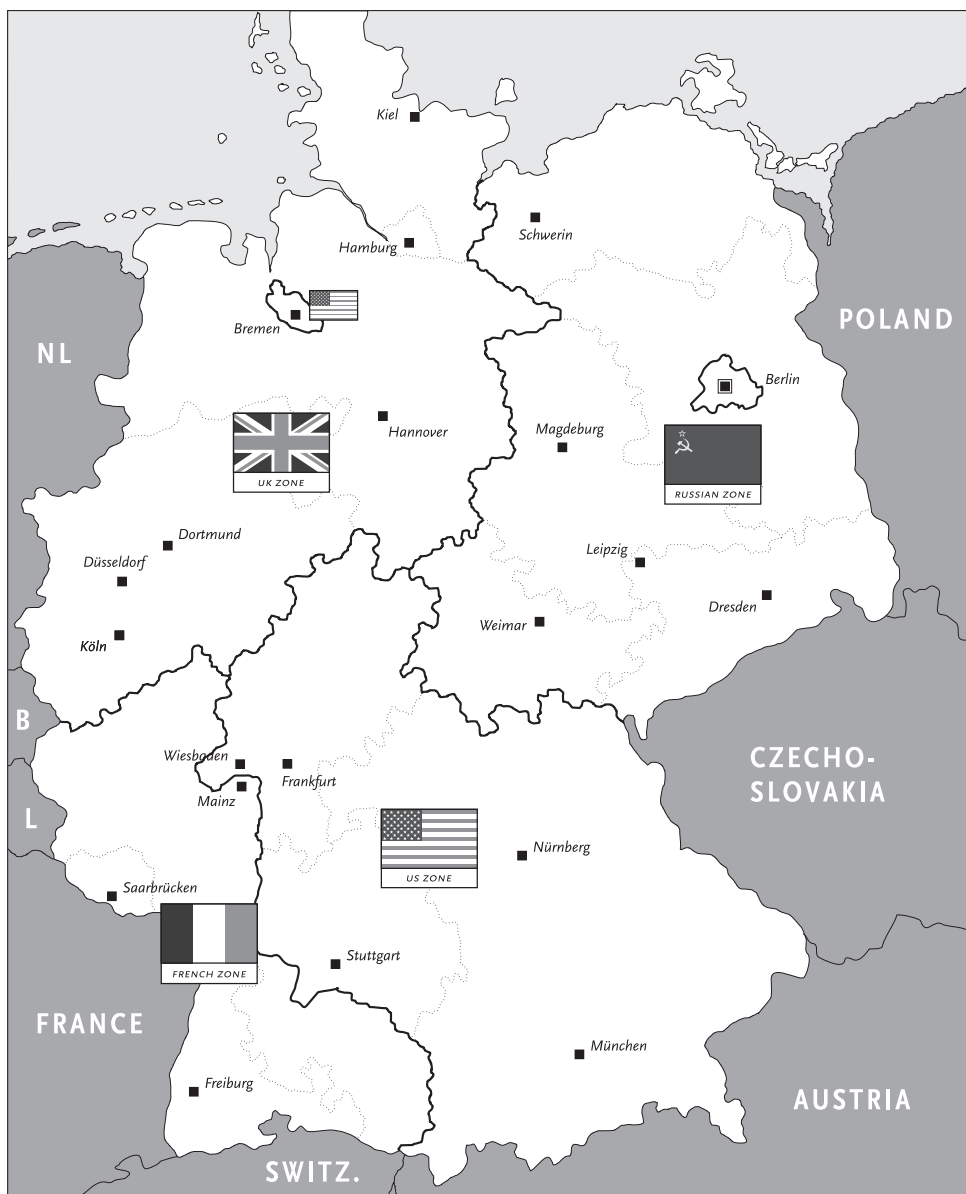 Kiel
Schwerin
Hamburg
Bremen
POLAND
NL
Berlin
Hannover
Magdeburg
UK ZONE
RUSSIAN ZONE
Dortmund
Leipzig
Düsseldorf
Dresden
Weimar
Köln
B
Wiesbaden
CZECHO-
SLOVAKIA
Frankfurt
Mainz
L
Nürnberg
US ZONE
Saarbrücken
Stuttgart
FRENCH ZONE
FRANCE
München
Freiburg
AUSTRIA
SWITZ.